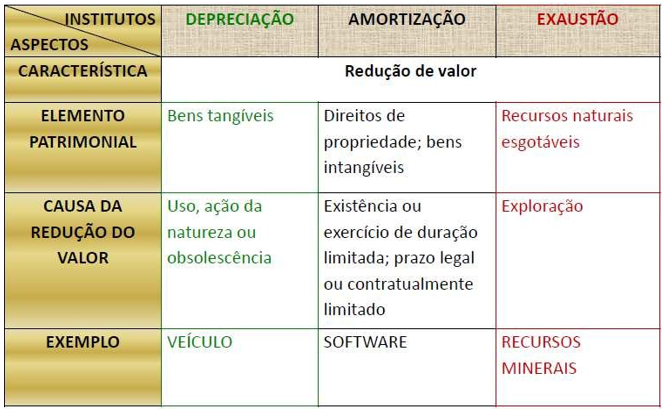 INSTITUTOS
ASPECTOS
DEPRECIAÇÃO
AMORTIZAÇÃO
EXAUSTÃO
CARACTERÍSTICA
Redução de valor
ELEMENTO
PATRIMONIAL
Bens tangíveis
Direitos de
propriedade; bens
intangíveis
Recursos naturais
esgotáveis
CAUSA DA
REDUÇÃO DO
VALOR
Uso, ação da
natureza ou
obsolescência
Existência ou
exercício de duração
limitada; prazo legal
ou contratualmente
limitado
Exploração
EXEMPLO
VEÍCULO
SOFTWARE
RECURSOS
MINERAIS